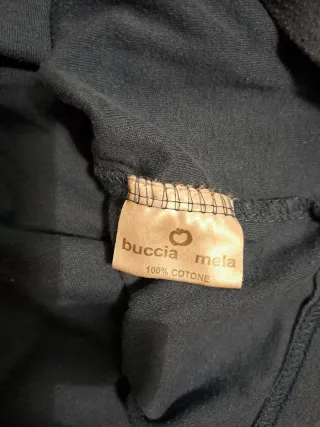 buccia mela
100% COTONE